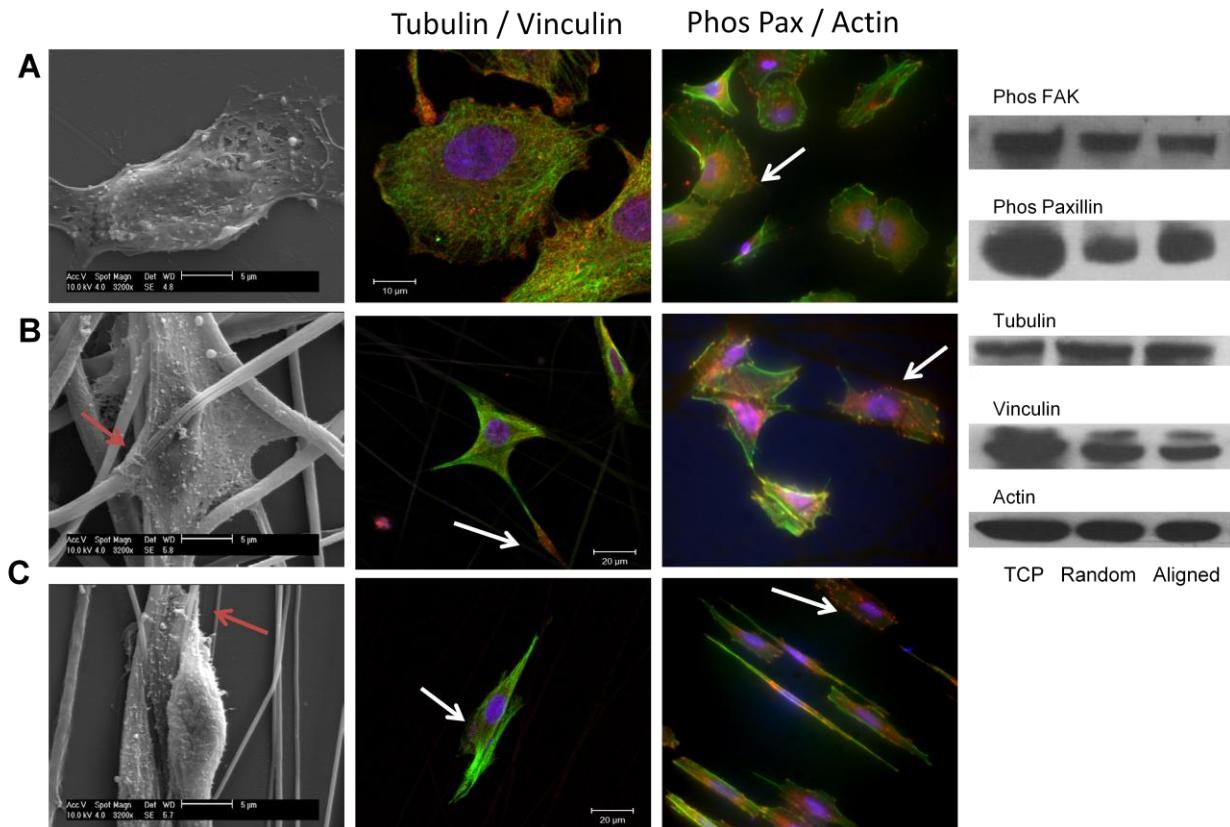 Tubulin / Vinculin
Phos Pax / Actin
A
Acc.V Spot Magn Det WD 5 µm
10.0 kV 4.0 3200x SE 4.8
10 µm
B
Acc.V Spot Magn Det WD 5 µm
10.0 kV 4.0 3200x SE 5.8
20 µm
C
Acc.V Spot Magn Det WD 5 µm
10.0 kV 4.0 3200x SE 5.7
20 µm
Phos FAK
Phos Paxillin
Tubulin
Vinculin
Actin
TCP Random Aligned